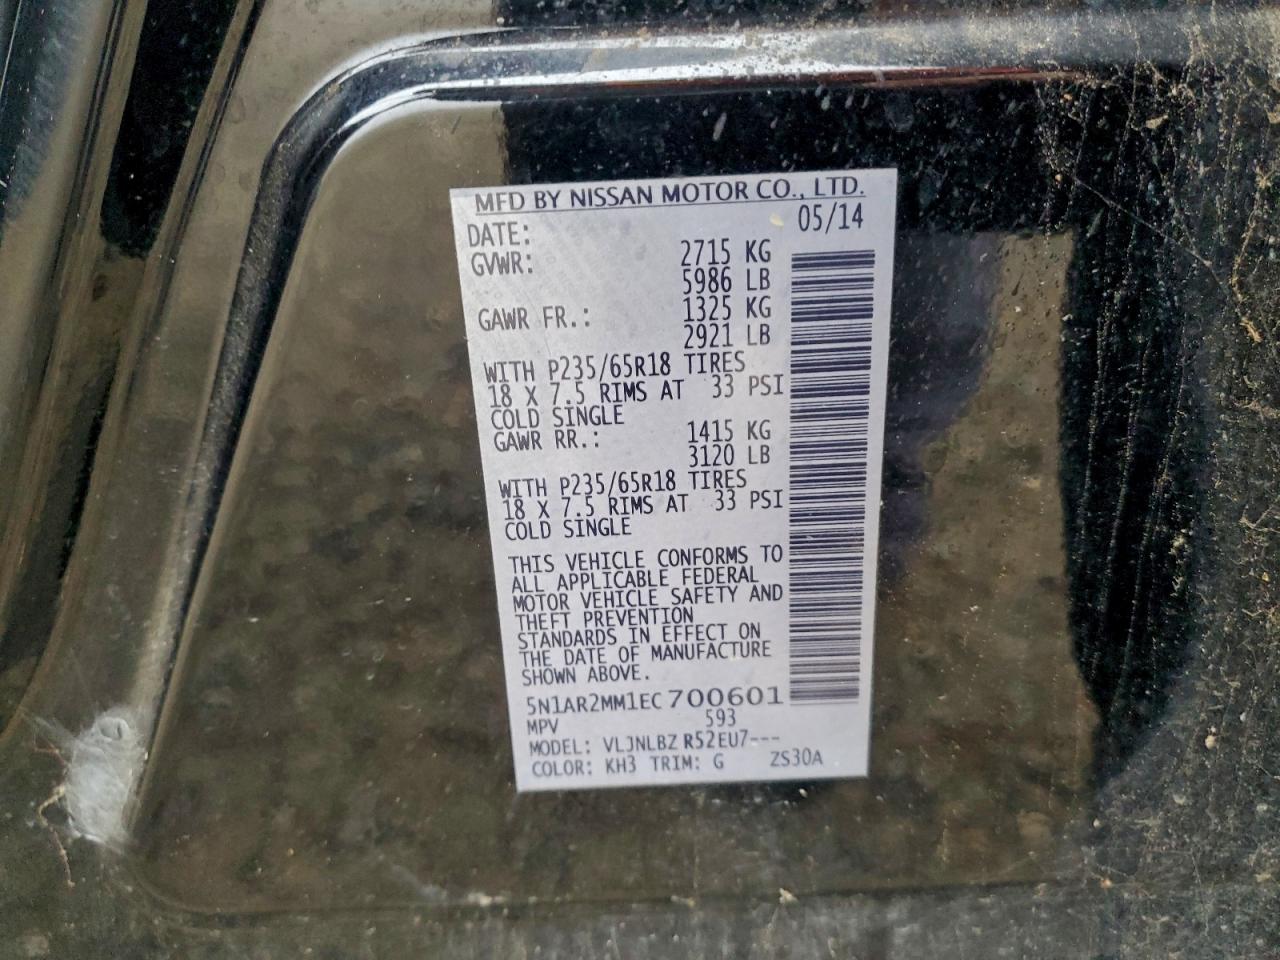 MFD BY NISSAN MOTOR CO., LTD.
DATE: 05/14
GVWR: 2715 KG
5986 LB
GAWR FR.: 1325 KG
2921 LB
WITH P235/65R18 TIRES
18 X 7.5 RIMS AT 33 PSI
COLD SINGLE
GAWR RR.: 1415 KG
3120 LB
WITH P235/65R18 TIRES
18 X 7.5 RIMS AT 33 PSI
COLD SINGLE
THIS VEHICLE CONFORMS TO
ALL APPLICABLE FEDERAL
MOTOR VEHICLE SAFETY AND
THEFT PREVENTION
STANDARDS IN EFFECT ON
THE DATE OF MANUFACTURE
SHOWN ABOVE.
5N1AR2MM1EC700601
MPV 593
MODEL: VLJNLBZ R52EU7---
COLOR: KH3 TRIM: G ZS30A